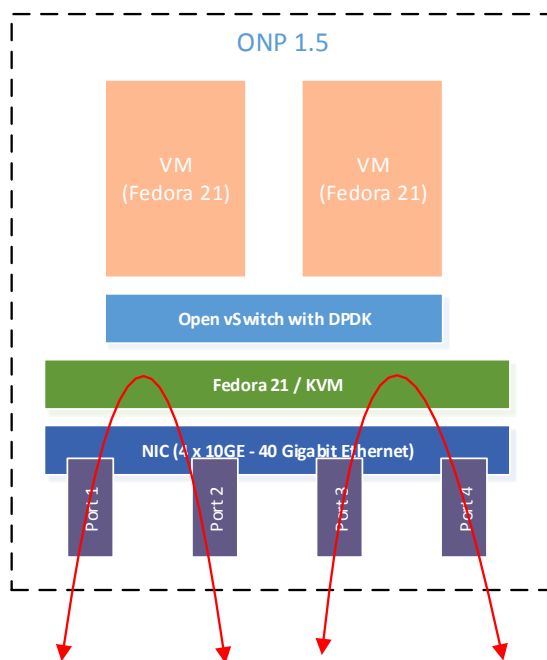 ONP 1.5
VM
(Fedora 21)
VM
(Fedora 21)
Open vSwitch with DPDK
Fedora 21 / KVM
NIC (4 x 10GE - 40 Gigabit Ethernet)
Port 1
Port 2
Port 3
Port 4